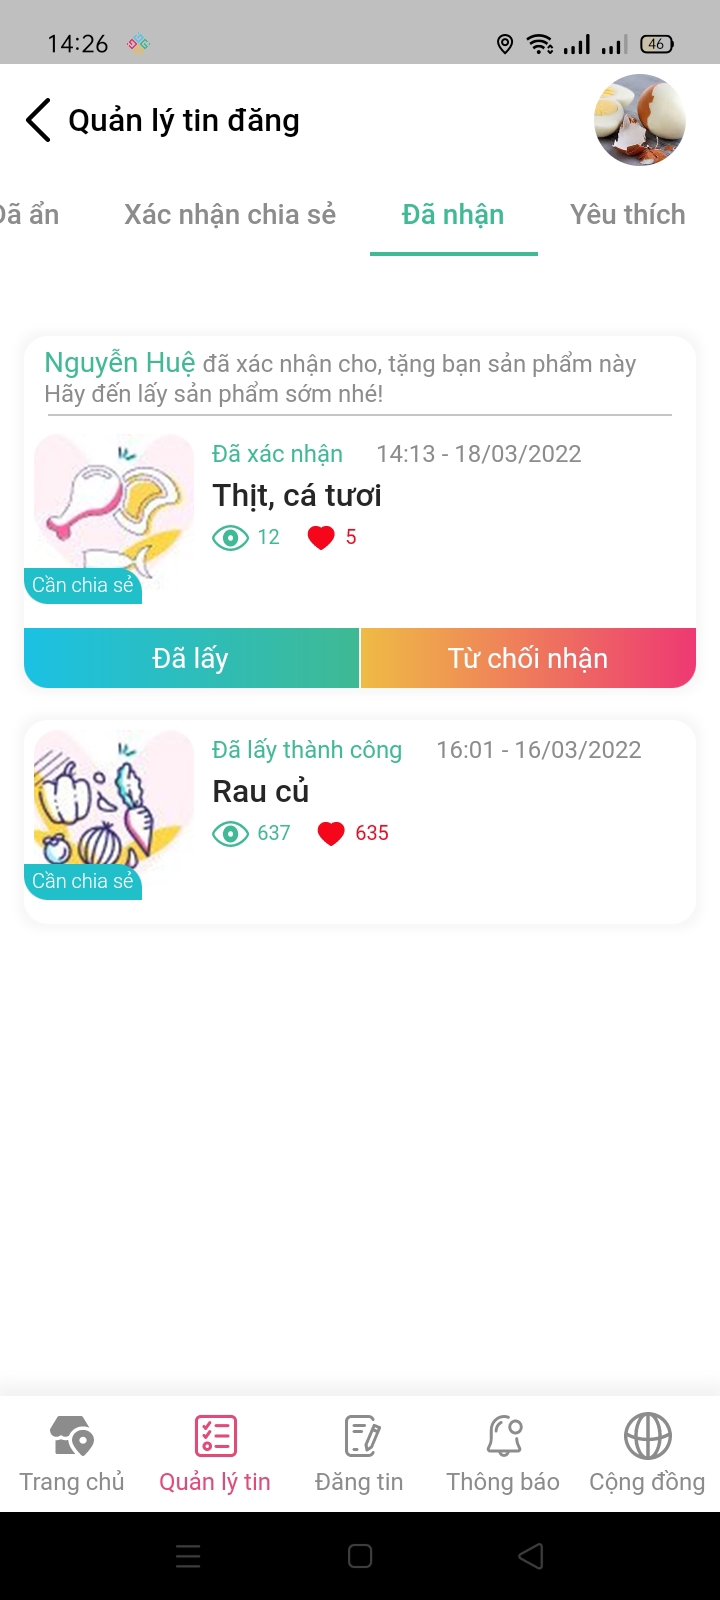 14:26
46
Quản lý tin đăng
Đã ẩn
Xác nhận chia sẻ
Đã nhận
Yêu thích
Nguyễn Huệ đã xác nhận cho, tặng bạn sản phẩm này
Hãy đến lấy sản phẩm sớm nhé!
Đã xác nhận 14:13 - 18/03/2022
Thịt, cá tươi
12 5
Cần chia sẻ
Đã lấy
Từ chối nhận
Đã lấy thành công 16:01 - 16/03/2022
Rau củ
637 635
Cần chia sẻ
Trang chủ
Quản lý tin
Đăng tin
Thông báo
Cộng đồng